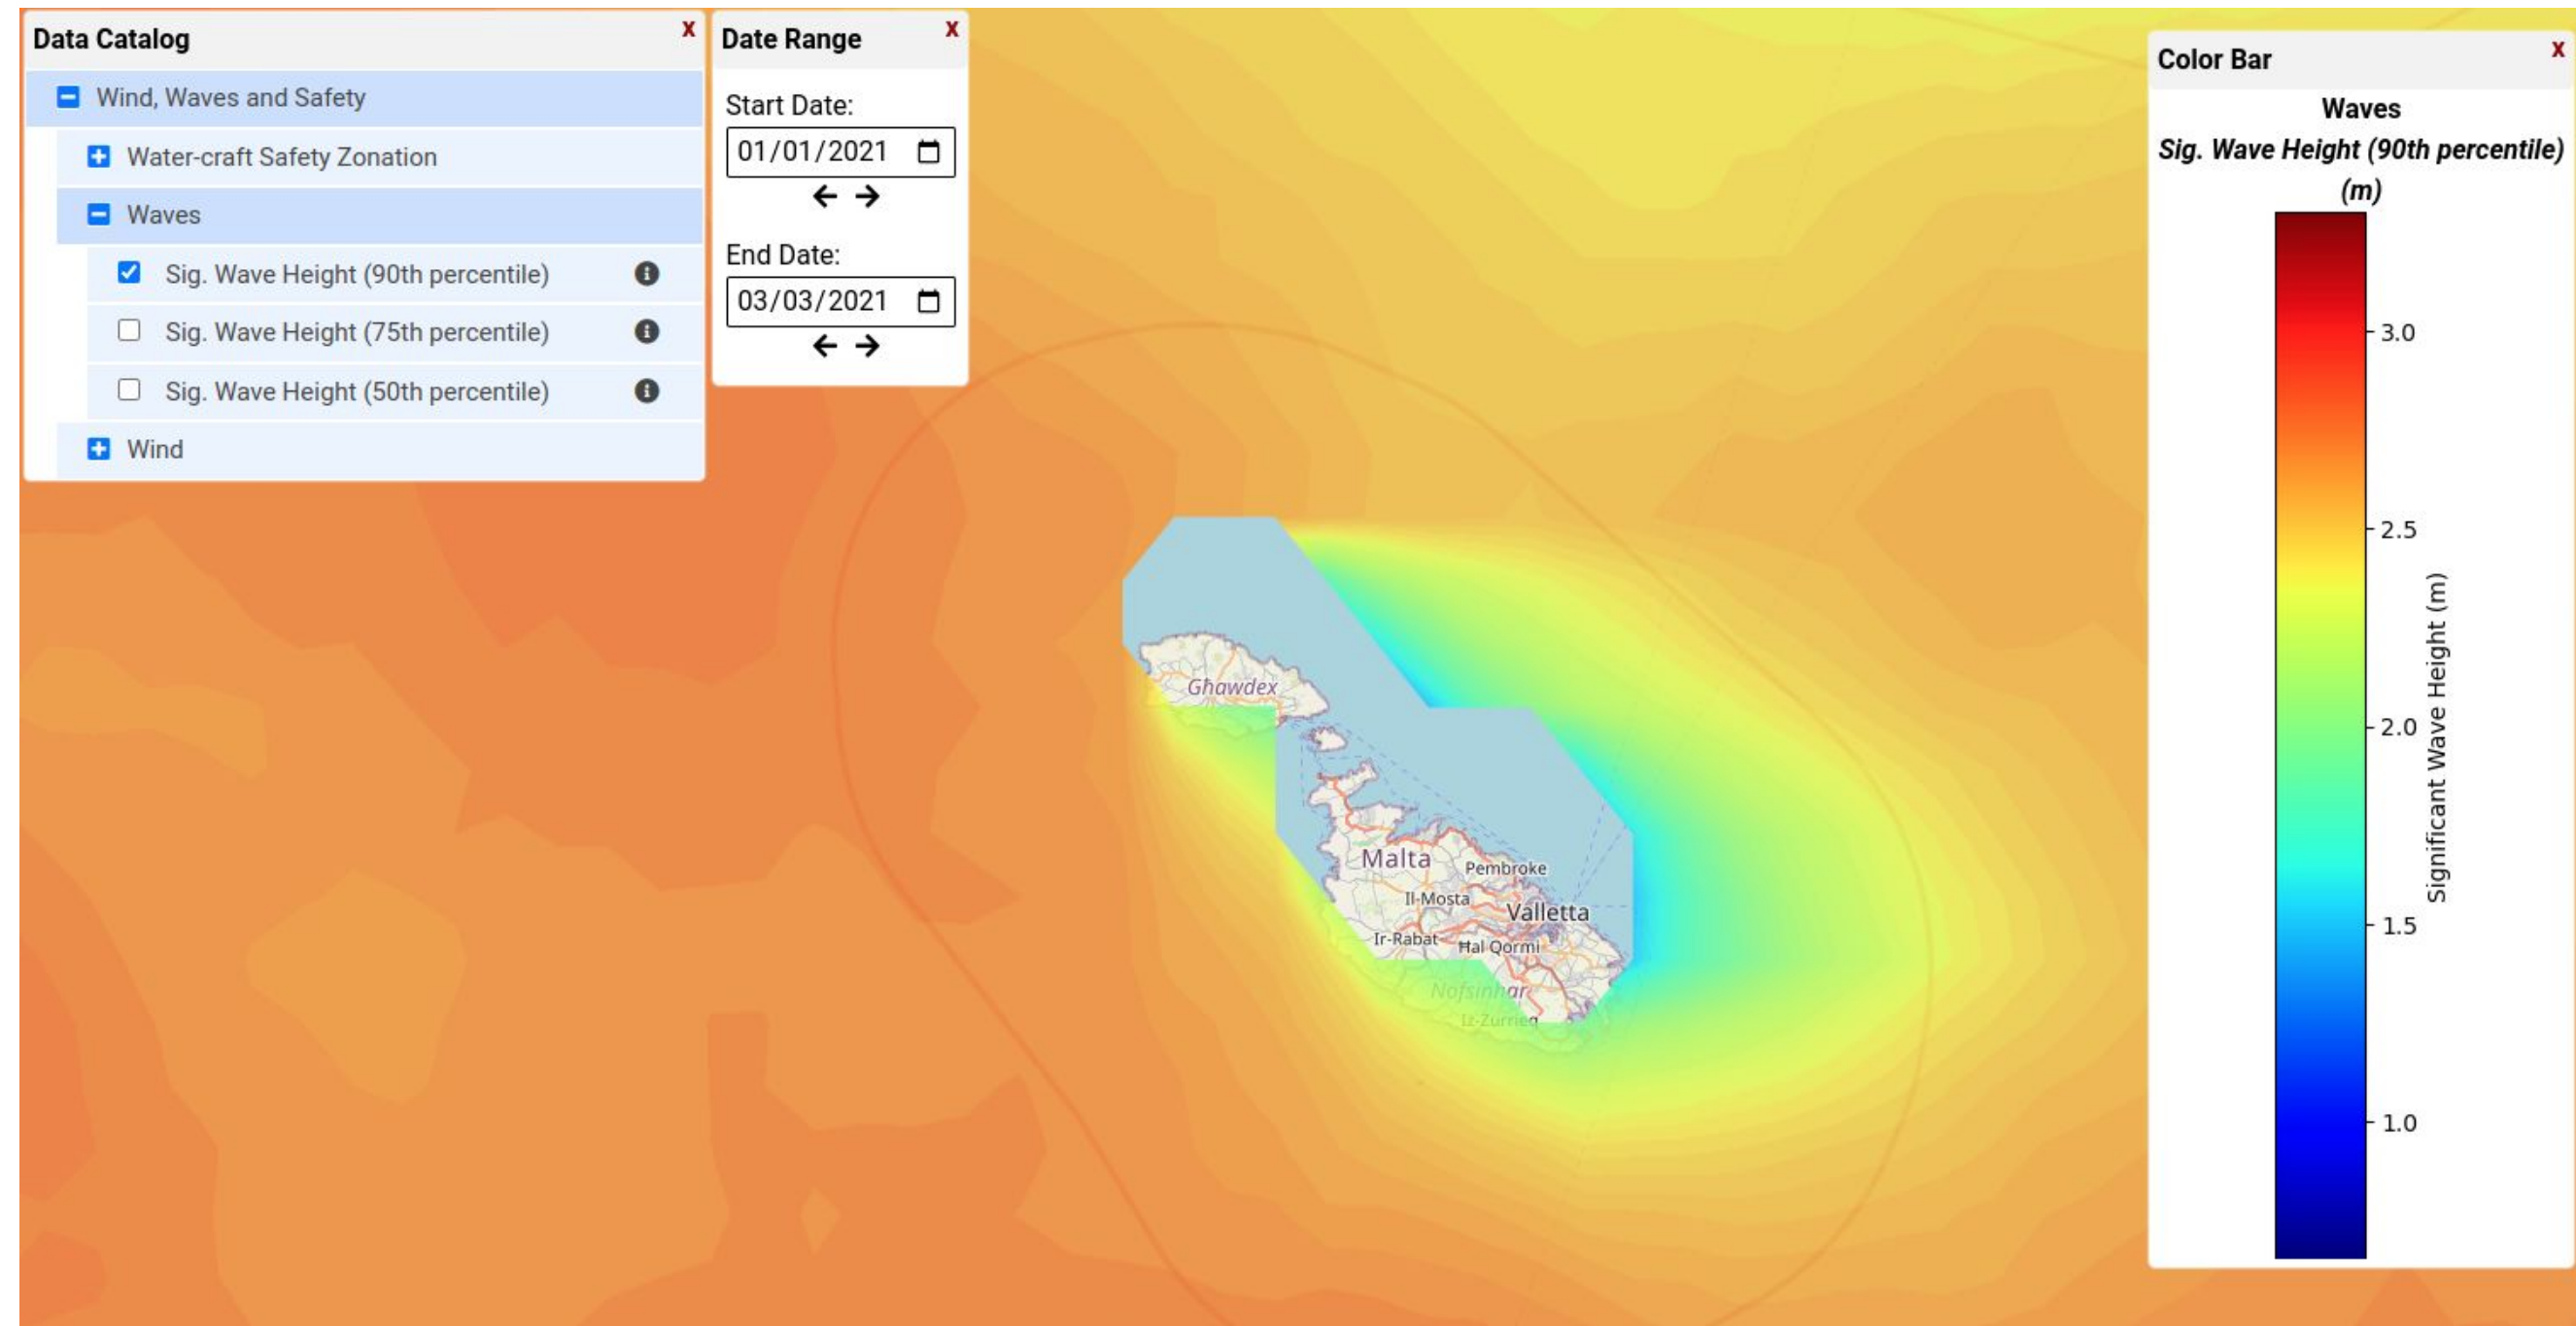 Data Catalog
x
Wind, Waves and Safety
Water-craft Safety Zonation
Waves
Sig. Wave Height (90th percentile)
Sig. Wave Height (75th percentile)
Sig. Wave Height (50th percentile)
Wind
Date Range
x
Start Date:
01/01/2021
End Date:
03/03/2021
Color Bar
x
Waves
Sig. Wave Height (90th percentile)
(m)
3.0
2.5
2.0
1.5
1.0
Significant Wave Height (m)
Għawdex
Malta
Pembroke
Il-Mosta
Valletta
Ir-Rabat
Ħal Qormi
Nofsinhar
Iż-Żurrieq